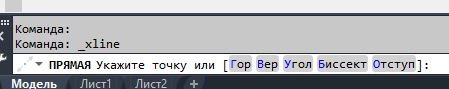 Команда:
Команда: _xline
ПРЯМАЯ Укажите точку или [Гор Вер Угол Биссект Отступ]:
Модель Лист1 Лист2 +